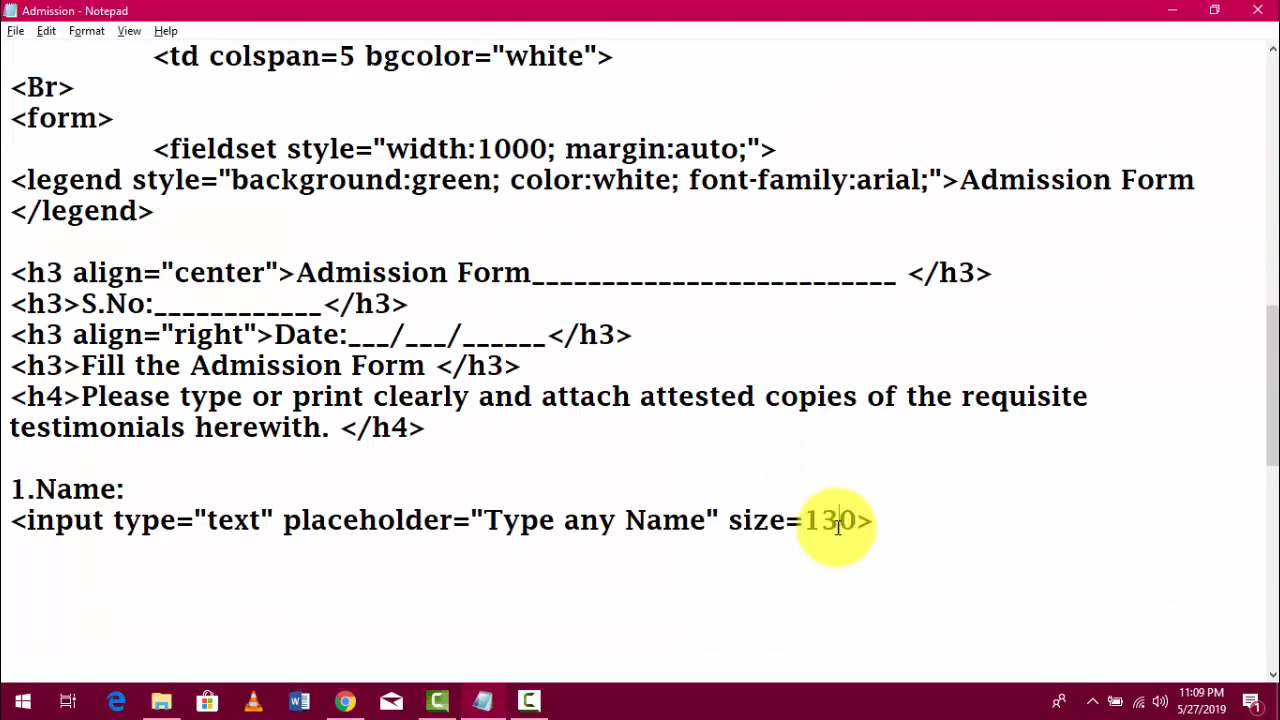 Admission - Notepad
File Edit Format View Help
<td colspan=5 bgcolor="white">
<Br>
<form>
<fieldset style="width:1000; margin:auto;">
<legend style="background:green; color:white; font-family:arial;">Admission Form
</legend>
<h3 align="center">Admission Form__________________________ </h3>
<h3>S.No:____________</h3>
<h3 align="right">Date:___/___/______</h3>
<h3>Fill the Admission Form </h3>
<h4>Please type or print clearly and attach attested copies of the requisite
testimonials herewith. </h4>
1.Name:
<input type="text" placeholder="Type any Name" size=130>
11:09 PM
5/27/2019
1